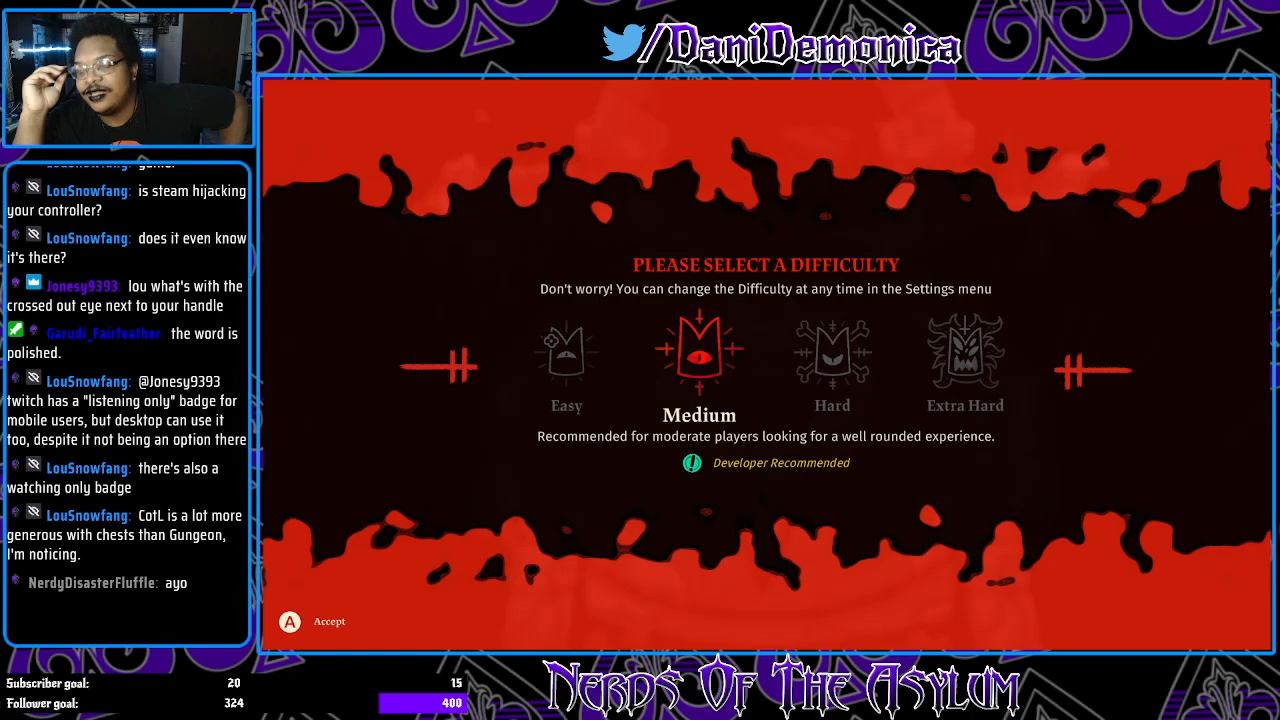 /DaniDemonica
LouSnowfang: gamer
LouSnowfang: is steam hijacking
your controller?
LouSnowfang: does it even know
it's there?
Jonesy9393: lou what's with the
crossed out eye next to your handle
Garudi_Fairfeather: the word is
polished.
LouSnowfang: @Jonesy9393
twitch has a "listening only" badge for
mobile users, but desktop can use it
too, despite it not being an option there
LouSnowfang: there's also a
watching only badge
LouSnowfang: CotL is a lot more
generous with chests than Gungeon,
I'm noticing.
NerdyDisasterFluffle: ayo
PLEASE SELECT A DIFFICULTY
Don't worry! You can change the Difficulty at any time in the Settings menu
Easy
Medium
Hard
Extra Hard
Recommended for moderate players looking for a well rounded experience.
Developer Recommended
A Accept
Subscriber goal: 20 15
Follower goal: 324 400
Nerds Of The Asylum